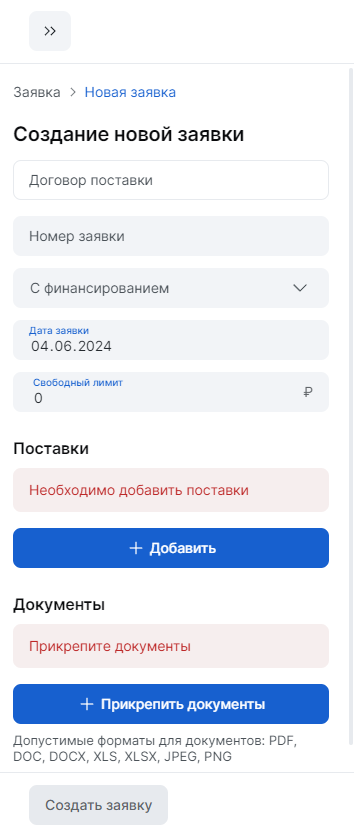 Заявка > Новая заявка
Создание новой заявки
Договор поставки
Номер заявки
С финансированием
Дата заявки
04.06.2024
Свободный лимит
0 ₽
Поставки
Необходимо добавить поставки
+ Добавить
Документы
Прикрепите документы
+ Прикрепить документы
Допустимые форматы для документов: PDF,
DOC, DOCX, XLS, XLSX, JPEG, PNG
Создать заявку